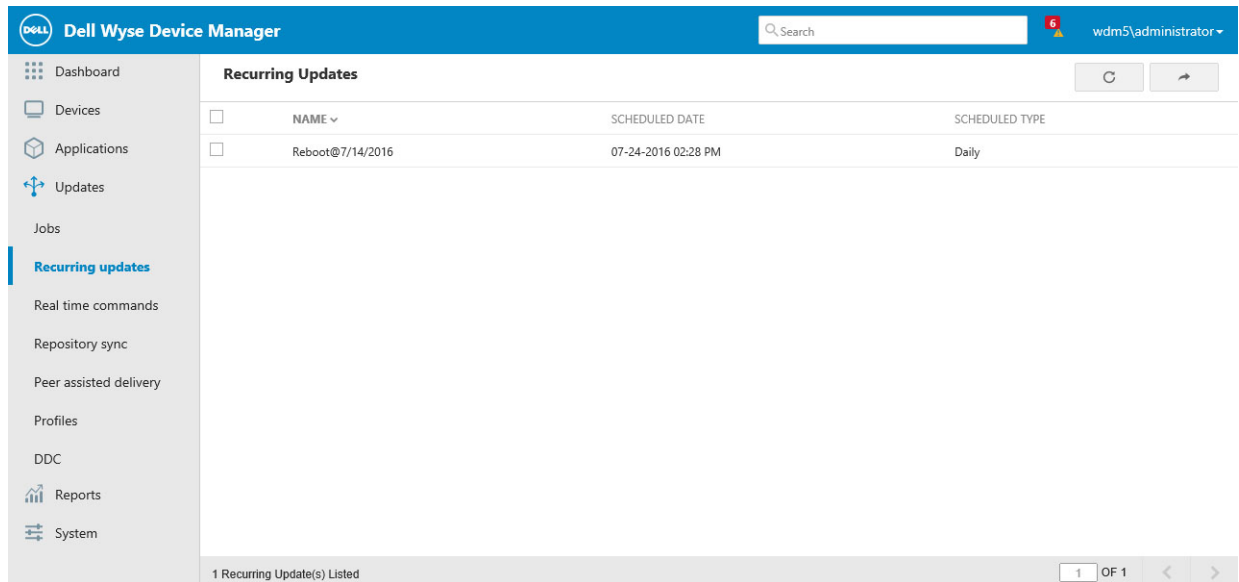 DELL
Dell Wyse Device Manager
Search
6
wdm5\administrator
Dashboard
Devices
Applications
Updates
Jobs
Recurring updates
Real time commands
Repository sync
Peer assisted delivery
Profiles
DDC
Reports
System
Recurring Updates
NAME SCHEDULED DATE SCHEDULED TYPE
Reboot@7/14/2016 07-24-2016 02:28 PM Daily
1 Recurring Update(s) Listed
1 OF 1